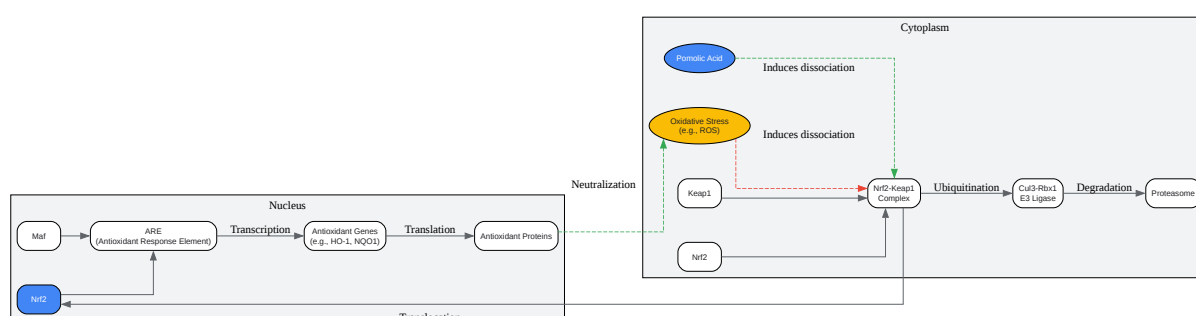 Cytoplasm
Pomolic Acid
Induces dissociation
Oxidative Stress
(e.g., ROS)
Induces dissociation
Neutralization
Keap1
Nrf2-Keap1
Complex
Ubiquitination
Cul3-Rbx1
E3 Ligase
Degradation
Proteasome
Nrf2
Nucleus
Maf
ARE
(Antioxidant Response Element)
Transcription
Antioxidant Genes
(e.g., HO-1, NQO1)
Translation
Antioxidant Proteins
Nrf2